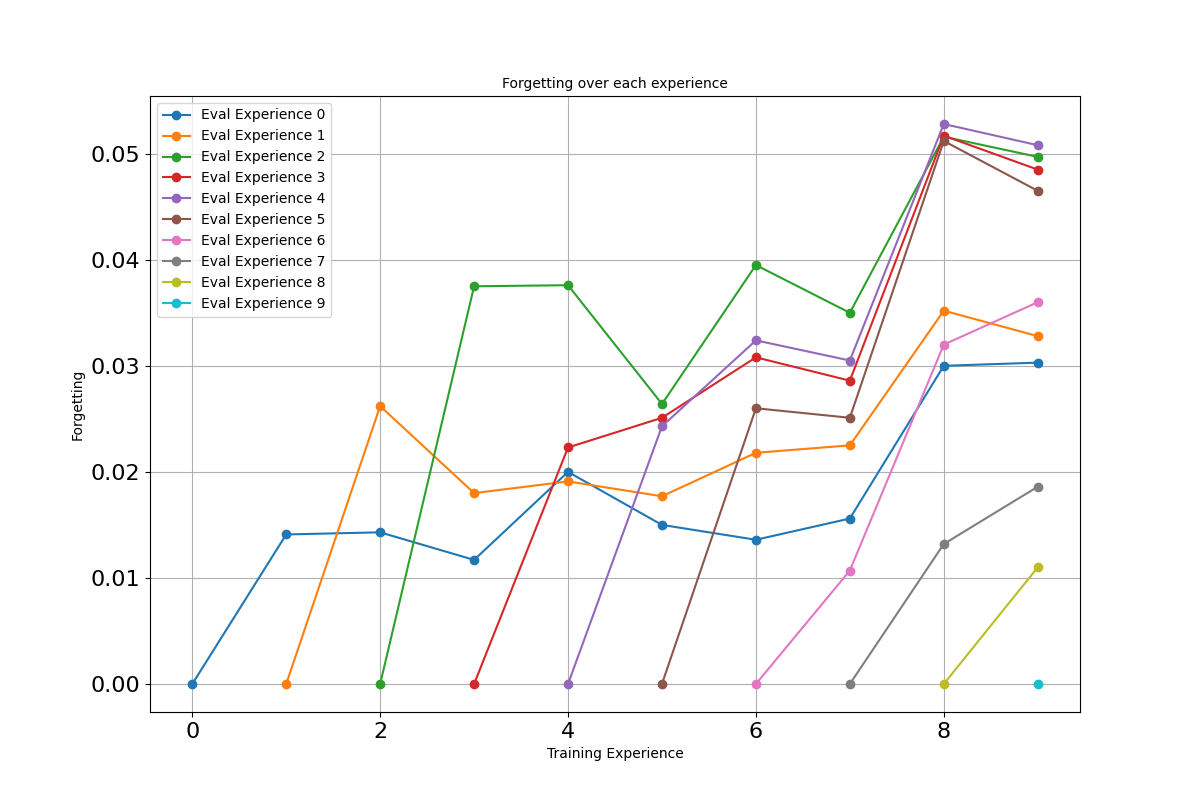 Forgetting over each experience
Eval Experience 0
Eval Experience 1
Eval Experience 2
Eval Experience 3
Eval Experience 4
Eval Experience 5
Eval Experience 6
Eval Experience 7
Eval Experience 8
Eval Experience 9
0.05
0.04
0.03
0.02
0.01
0.00
Forgetting
0 2 4 6 8
Training Experience